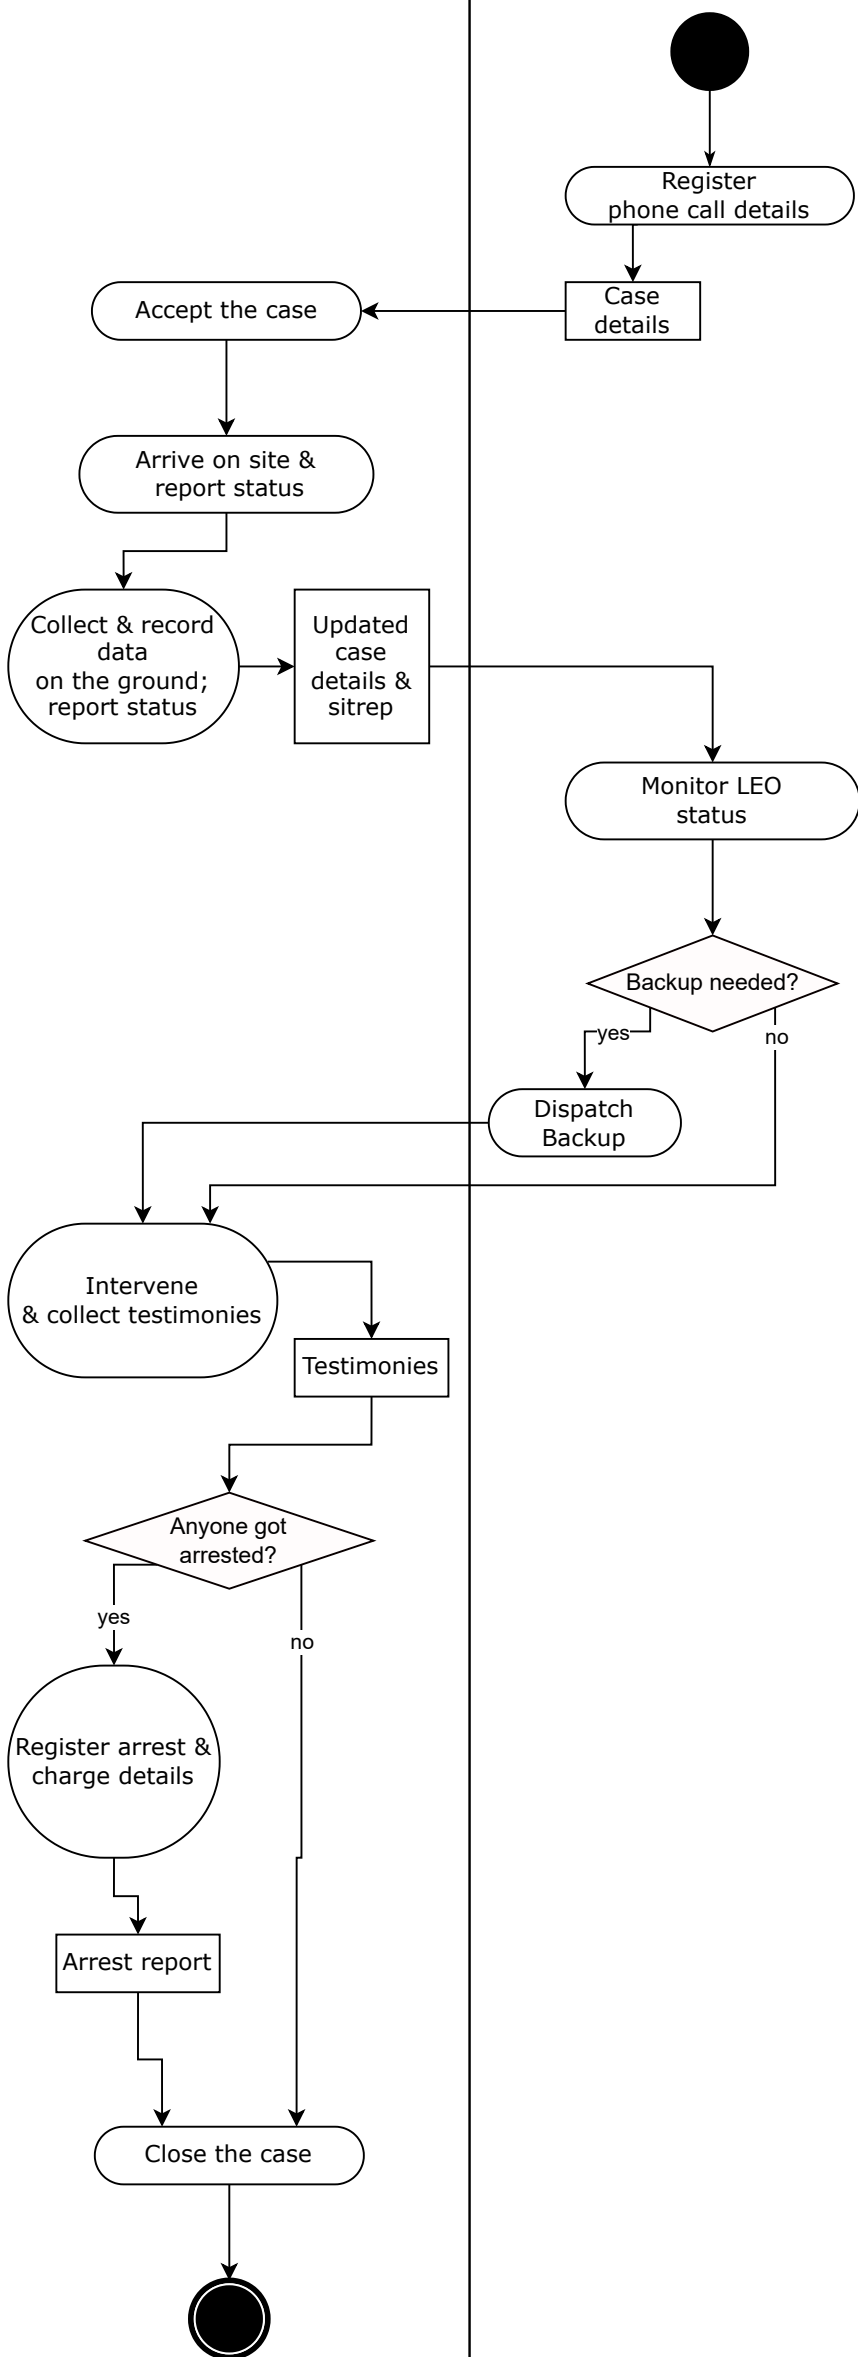 Register
phone call details
Case
details
Accept the case
Arrive on site &
report status
Collect & record
data
on the ground;
report status
Updated
case
details &
sitrep
Monitor LEO
status
Backup needed?
yes
no
Dispatch
Backup
Intervene
& collect testimonies
Testimonies
Anyone got
arrested?
yes
no
Register arrest &
charge details
Arrest report
Close the case